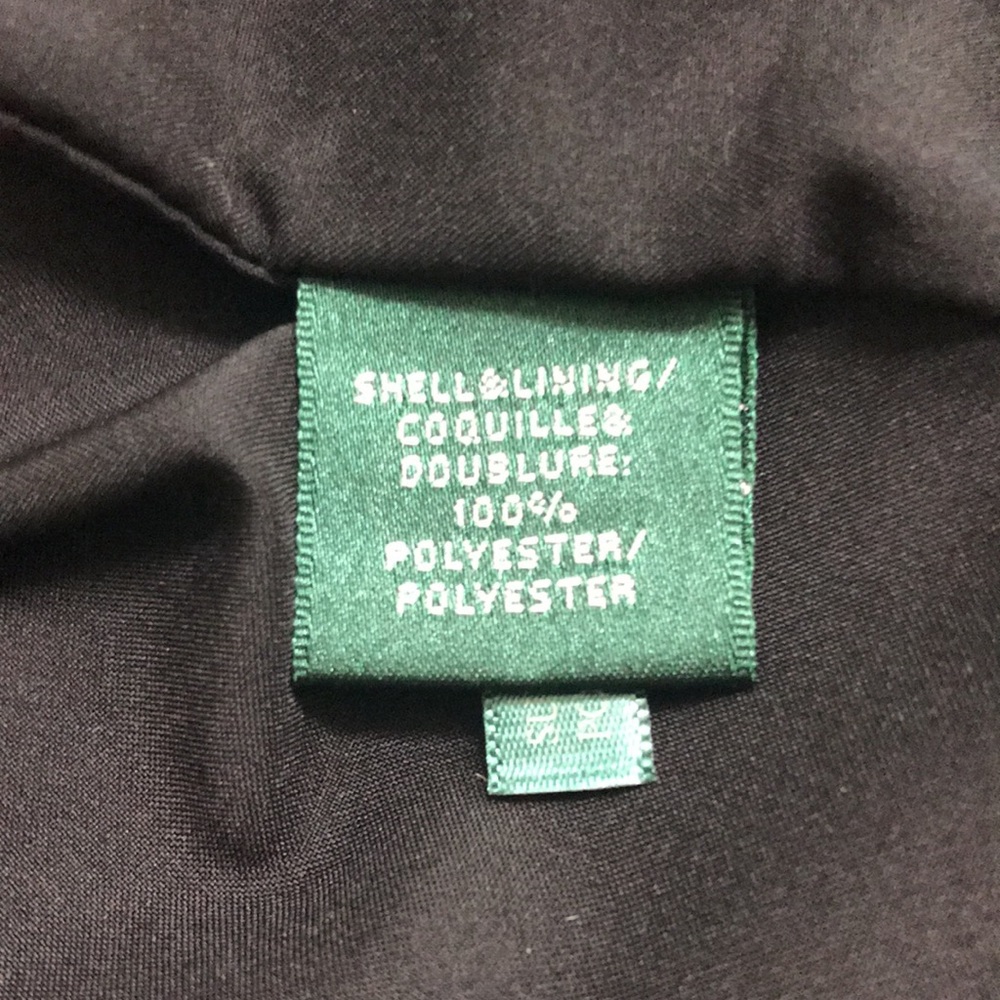 SHELL&LINING/
COQUILLE&
DOUBLURE:
100%
POLYESTER/
POLYESTER